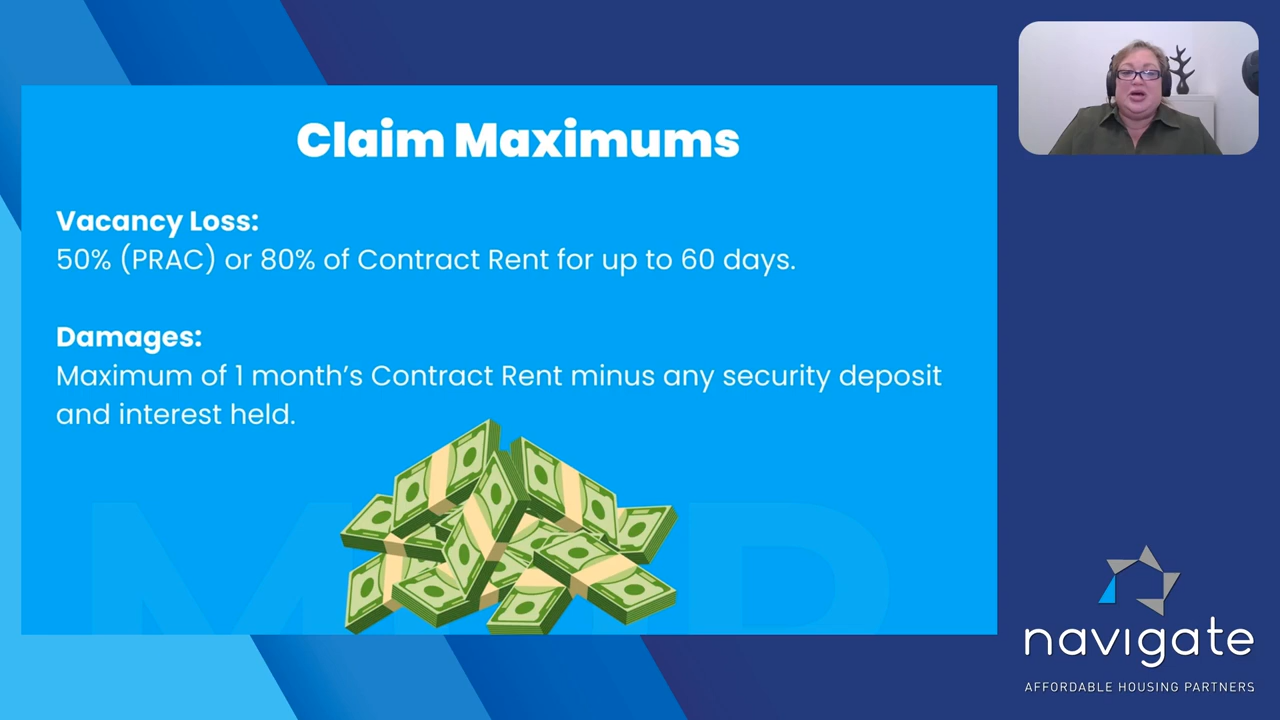 Claim Maximums
Vacancy Loss:
50% (PRAC) or 80% of Contract Rent for up to 60 days.
Damages:
Maximum of 1 month's Contract Rent minus any security deposit
and interest held.
navigate
AFFORDABLE HOUSING PARTNERS